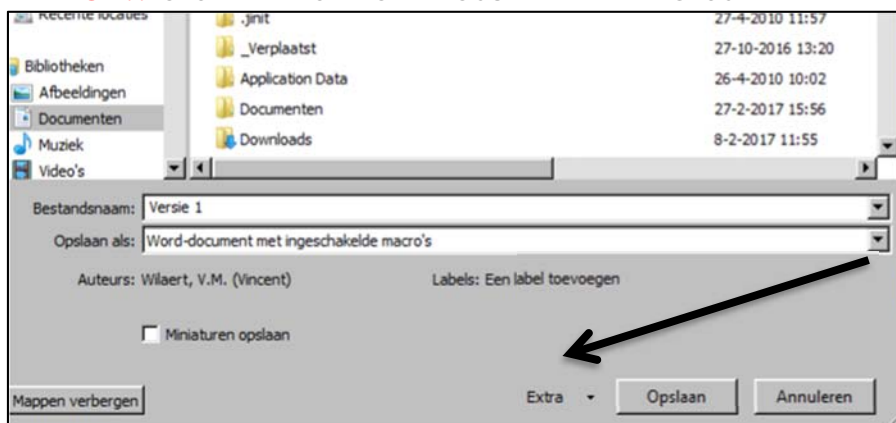 Recente locaties
.jinit 27-4-2010 11:57
_Verplaatst 27-10-2016 13:20
Bibliotheken
Application Data 26-4-2010 10:02
Afbeeldingen
Documenten 27-2-2017 15:56
Documenten
Downloads 8-2-2017 11:55
Muziek
Video's
Bestandsnaam: Versie 1
Opslaan als: Word-document met ingeschakelde macro's
Auteurs: Wilaert, V.M. (Vincent) Labels: Een label toevoegen
Miniaturen opslaan
Mappen verbergen Extra Opslaan Annuleren